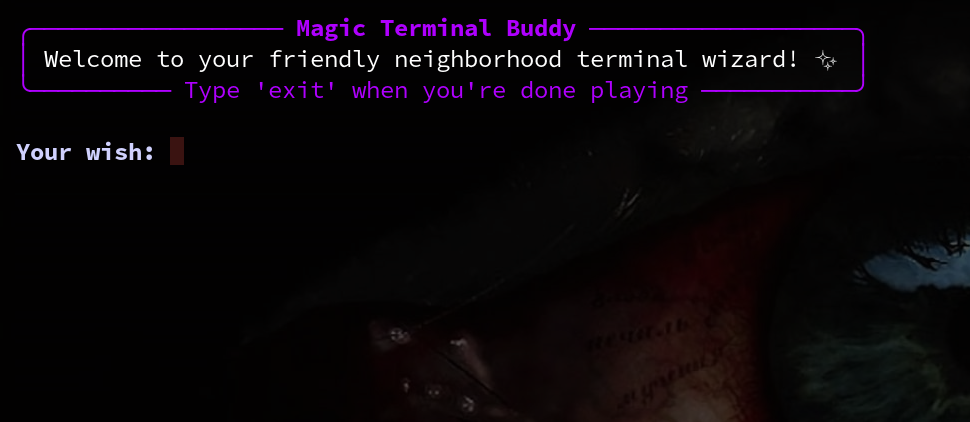 Magic Terminal Buddy
Welcome to your friendly neighborhood terminal wizard! ✨
Type 'exit' when you're done playing
Your wish: